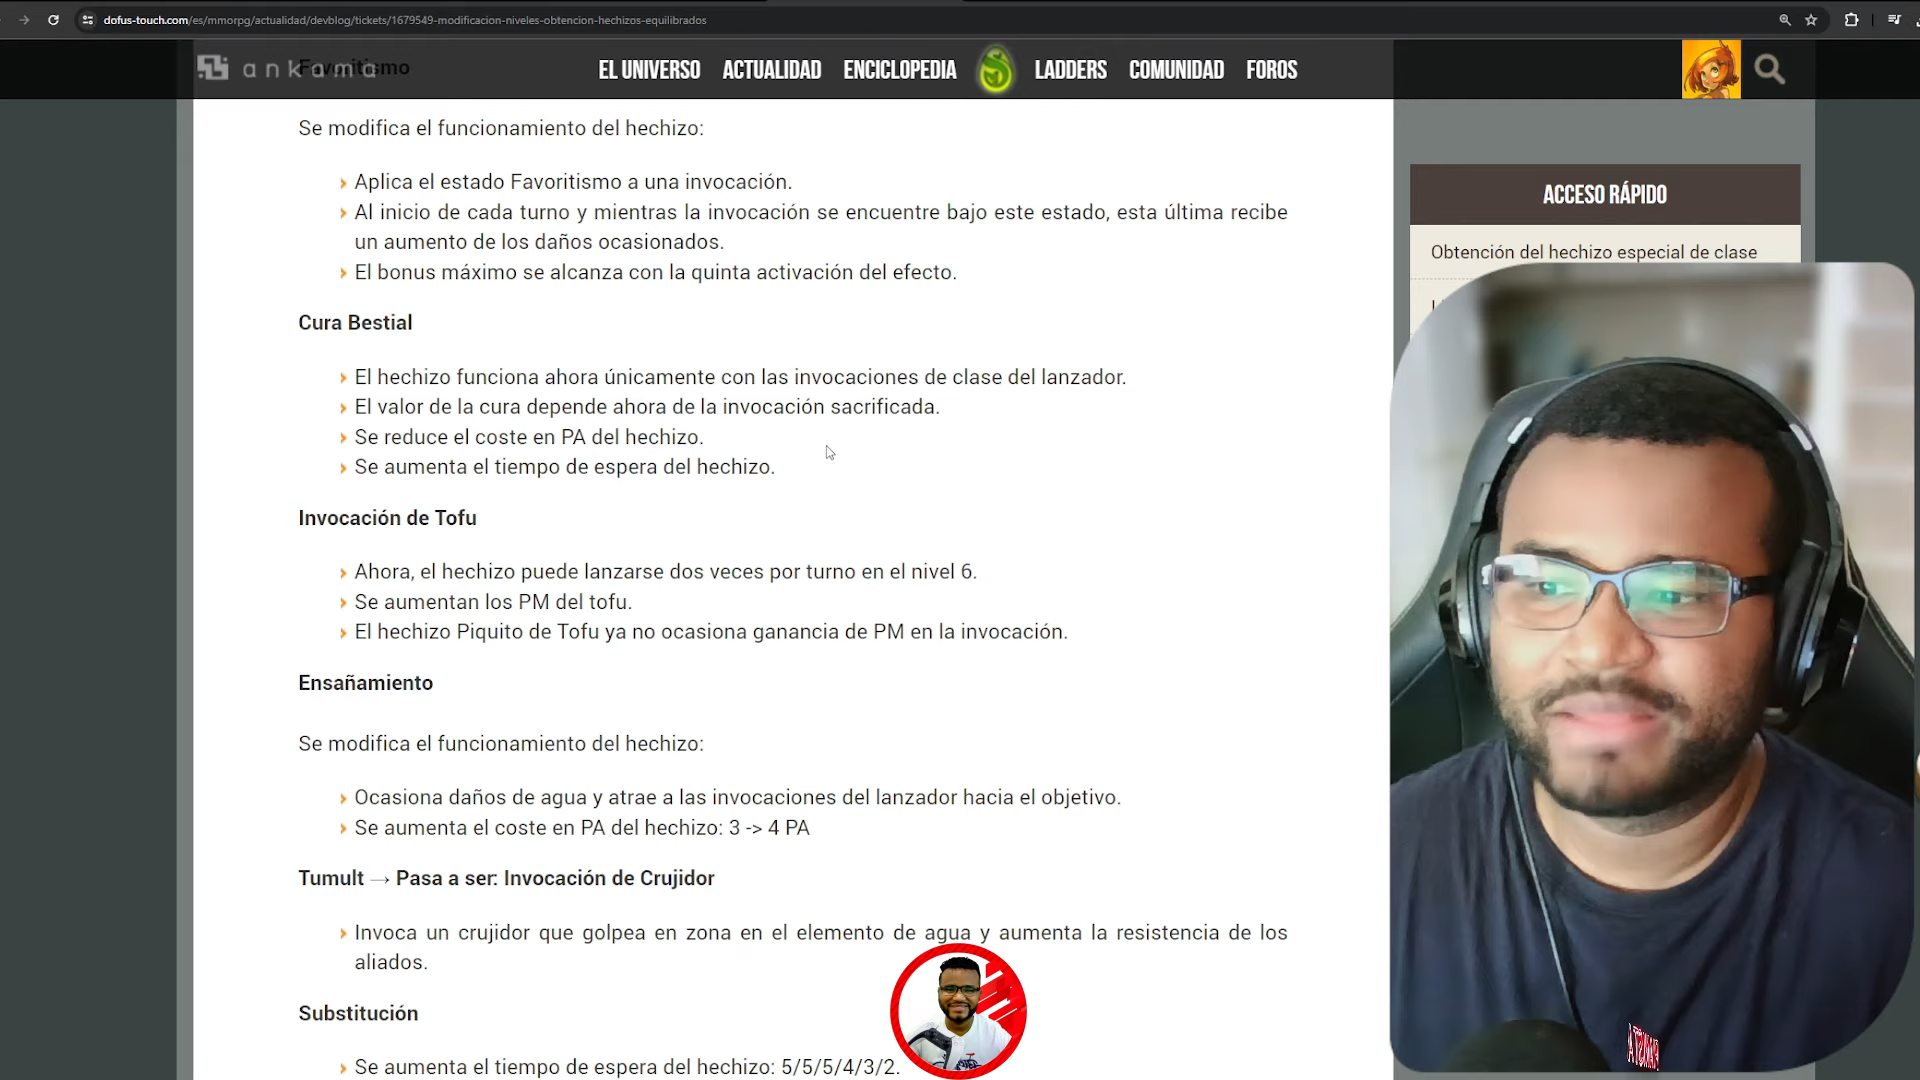 dofus-touch.com/es/mmorpg/actualidad/devblog/tickets/1679549-modificacion-niveles-obtencion-hechizos-equilibrados
ankama
Favoritismo
EL UNIVERSO ACTUALIDAD ENCICLOPEDIA LADDERS COMUNIDAD FOROS
Se modifica el funcionamiento del hechizo:
Aplica el estado Favoritismo a una invocación.
Al inicio de cada turno y mientras la invocación se encuentre bajo este estado, esta última recibe
un aumento de los daños ocasionados.
El bonus máximo se alcanza con la quinta activación del efecto.
Cura Bestial
El hechizo funciona ahora únicamente con las invocaciones de clase del lanzador.
El valor de la cura depende ahora de la invocación sacrificada.
Se reduce el coste en PA del hechizo.
Se aumenta el tiempo de espera del hechizo.
Invocación de Tofu
Ahora, el hechizo puede lanzarse dos veces por turno en el nivel 6.
Se aumentan los PM del tofu.
El hechizo Piquito de Tofu ya no ocasiona ganancia de PM en la invocación.
Ensañamiento
Se modifica el funcionamiento del hechizo:
Ocasiona daños de agua y atrae a las invocaciones del lanzador hacia el objetivo.
Se aumenta el coste en PA del hechizo: 3 -> 4 PA
Tumult → Pasa a ser: Invocación de Crujidor
Invoca un crujidor que golpea en zona en el elemento de agua y aumenta la resistencia de los
aliados.
Substitución
Se aumenta el tiempo de espera del hechizo: 5/5/5/4/3/2.
ACCESO RÁPIDO
Obtención del hechizo especial de clase